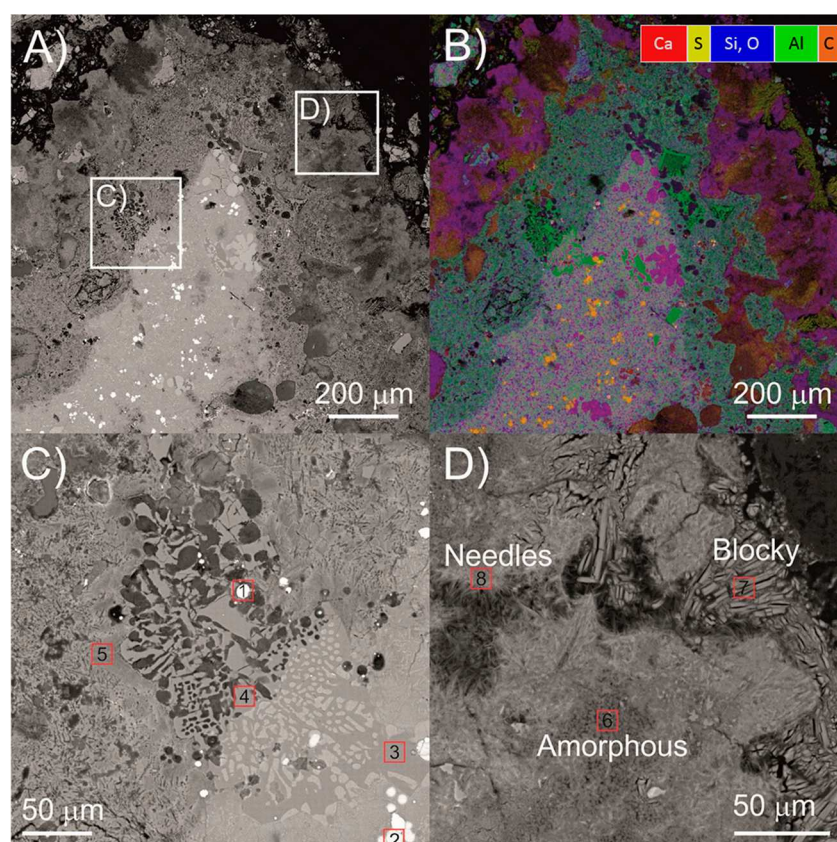 A)
D)
C)
200 μm
B)
Ca S Si, O Al C
200 μm
C)
1
5
4
3
2
50 μm
D)
Needles
8
Blocky
7
6
Amorphous
50 μm